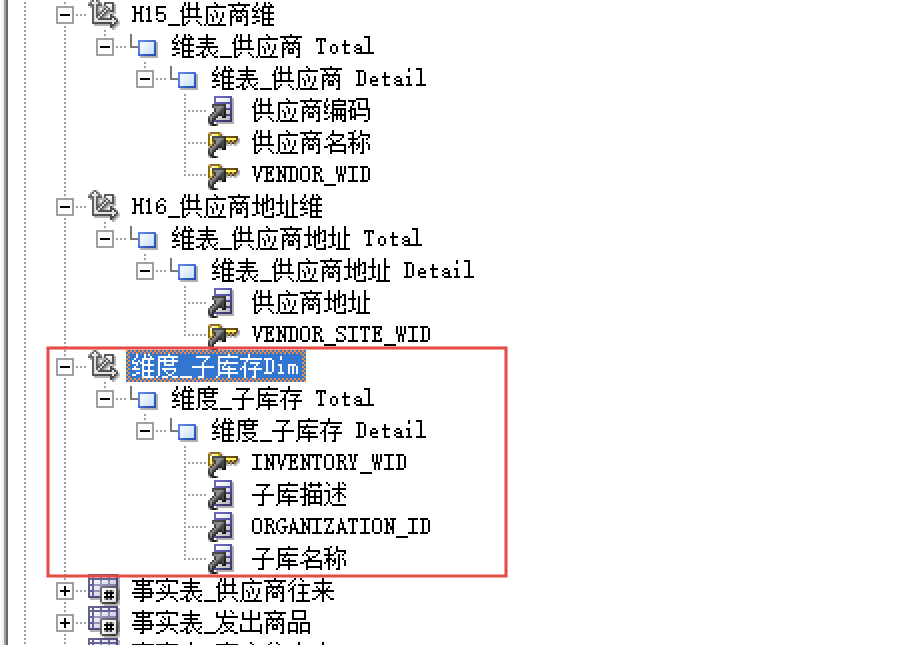 H15_供应商维
维表_供应商 Total
维表_供应商 Detail
供应商编码
供应商名称
VENDOR_WID
H16_供应商地址维
维表_供应商地址 Total
维表_供应商地址 Detail
供应商地址
VENDOR_SITE_WID
维度_子库存Dim
维度_子库存 Total
维度_子库存 Detail
INVENTORY_WID
子库描述
ORGANIZATION_ID
子库名称
事实表_供应商往来
事实表_发出商品